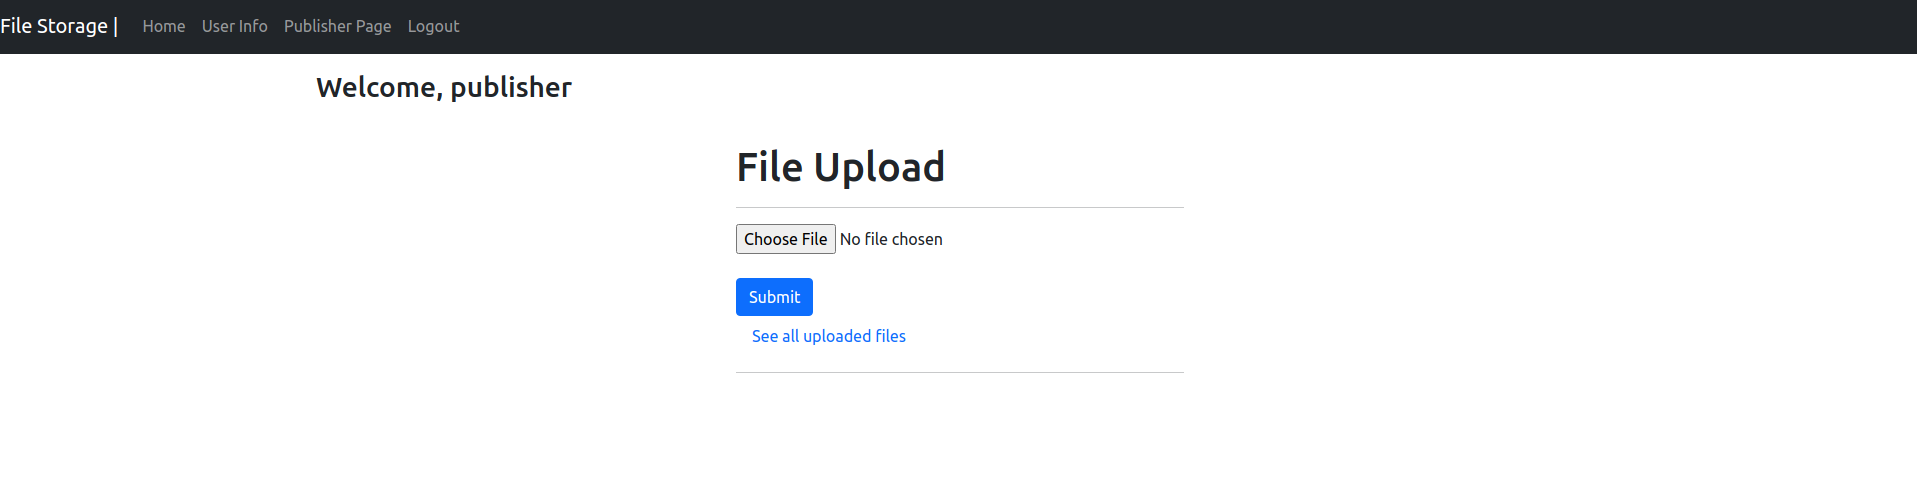 File Storage | Home User Info Publisher Page Logout
Welcome, publisher
File Upload
Choose File No file chosen
Submit
See all uploaded files